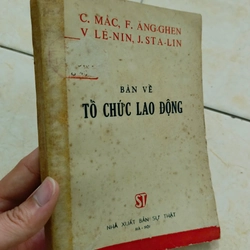 C. MÁC, F. ĂNG-GHEN
V. LÊ-NIN, J. STA-LIN
BÀN VỀ
TỔ CHỨC LAO ĐỘNG
ST
NHÀ XUẤT BẢN SỰ THẬT